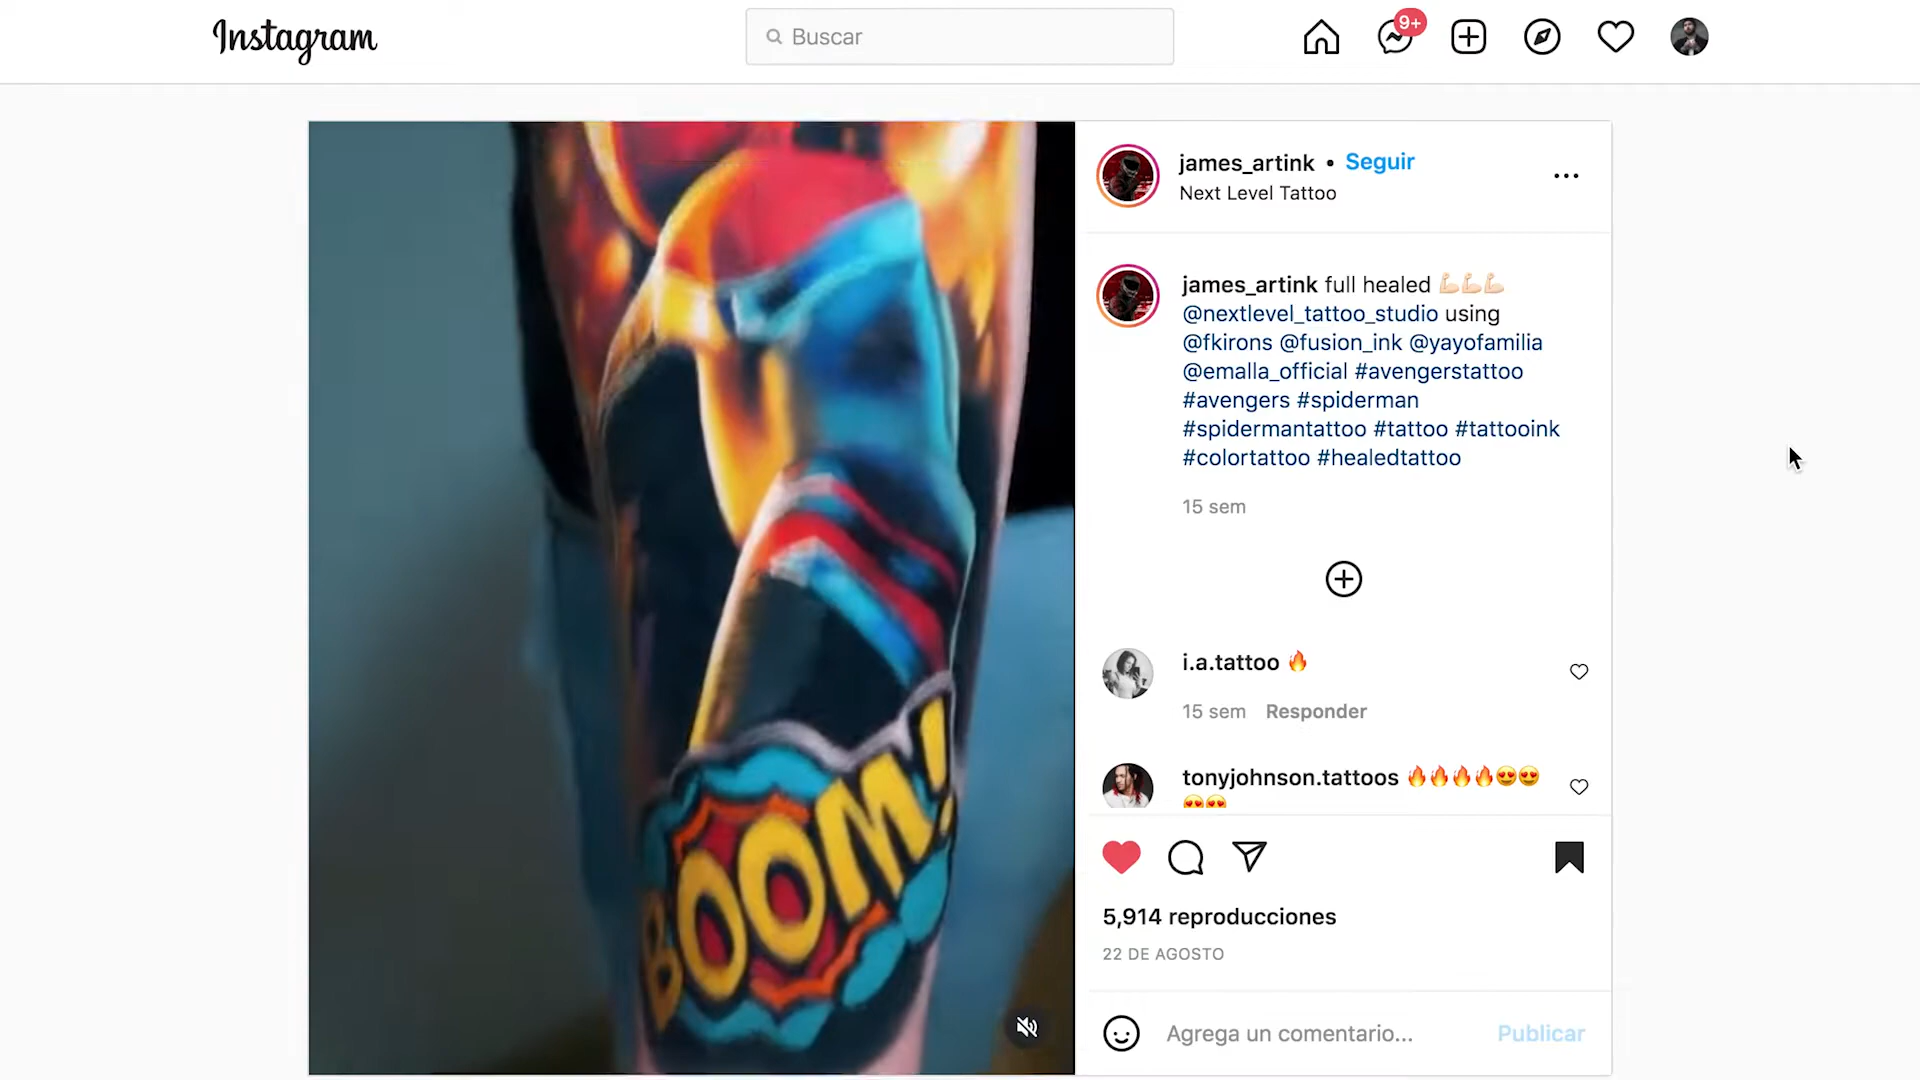 Instagram
Buscar
9+
james_artink • Seguir
Next Level Tattoo
james_artink full healed 💪🏻💪🏻💪🏻
@nextlevel_tattoo_studio using
@fkirons @fusion_ink @yayofamilia
@emalla_official #avengerstattoo
#avengers #spiderman
#spidermantattoo #tattoo #tattooink
#colortattoo #healedtattoo
15 sem
i.a.tattoo 🔥
15 sem Responder
tonyjohnson.tattoos 🔥🔥🔥🔥😍😍
😍😍
BOOM!
5,914 reproducciones
22 DE AGOSTO
Agrega un comentario... Publicar